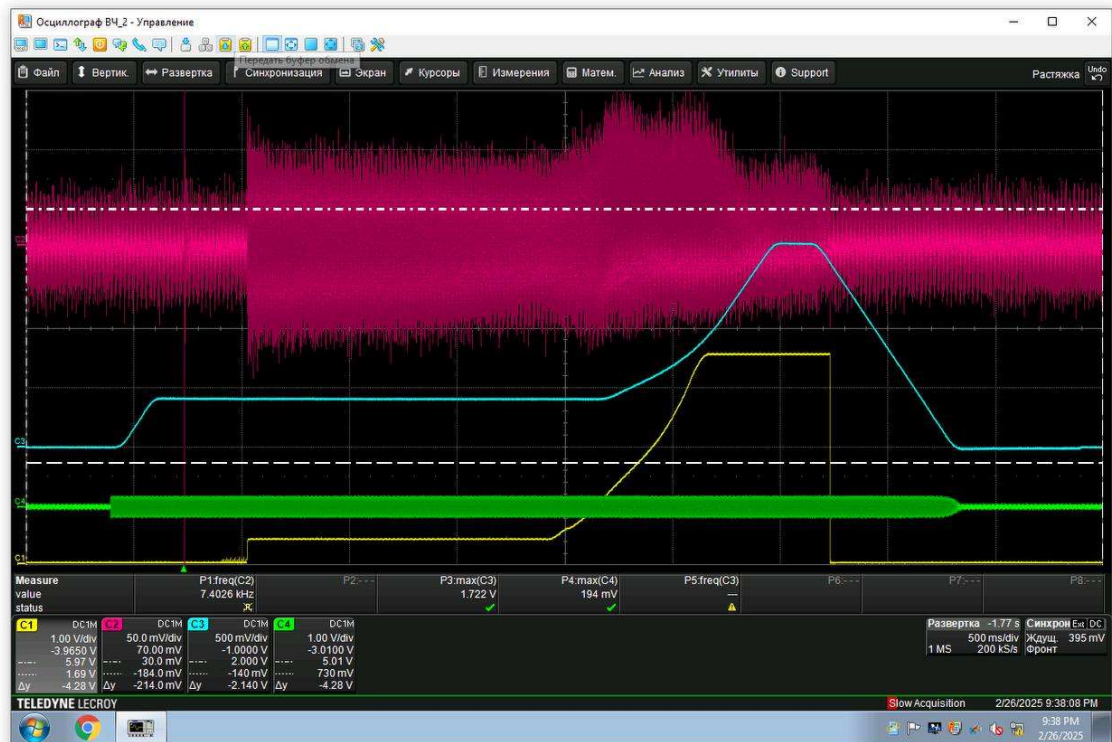 Осциллограф ВЧ_2 - Управление
Передать буфер обмена
Файл Вертик. Развертка Синхронизация Экран Курсоры Измерения Матем. Анализ Утилиты Support Растяжка Undo
C2
C3
C4
C1
Measure P1:freq(C2) P2:--- P3:max(C3) P4:max(C4) P5:freq(C3) P6:--- P7:--- P8:---
value 7.4026 kHz 1.722 V 194 mV ---
status
C1 DC1M C2 DC1M C3 DC1M C4 DC1M Развертка -1.77 s Синхрон Ext DC
1.00 V/div 50.0 mV/div 500 mV/div 1.00 V/div 500 ms/div Ждущ. 395 mV
-3.9650 V 70.00 mV -1.0000 V -3.0100 V 1 MS 200 kS/s Фронт
5.97 V 30.0 mV 2.000 V 5.01 V
1.69 V -184.0 mV -140 mV 730 mV
Δy -4.28 V Δy -214.0 mV Δy -2.140 V Δy -4.28 V
TELEDYNE LECROY Slow Acquisition 2/26/2025 9:38:08 PM
9:38 PM
2/26/2025